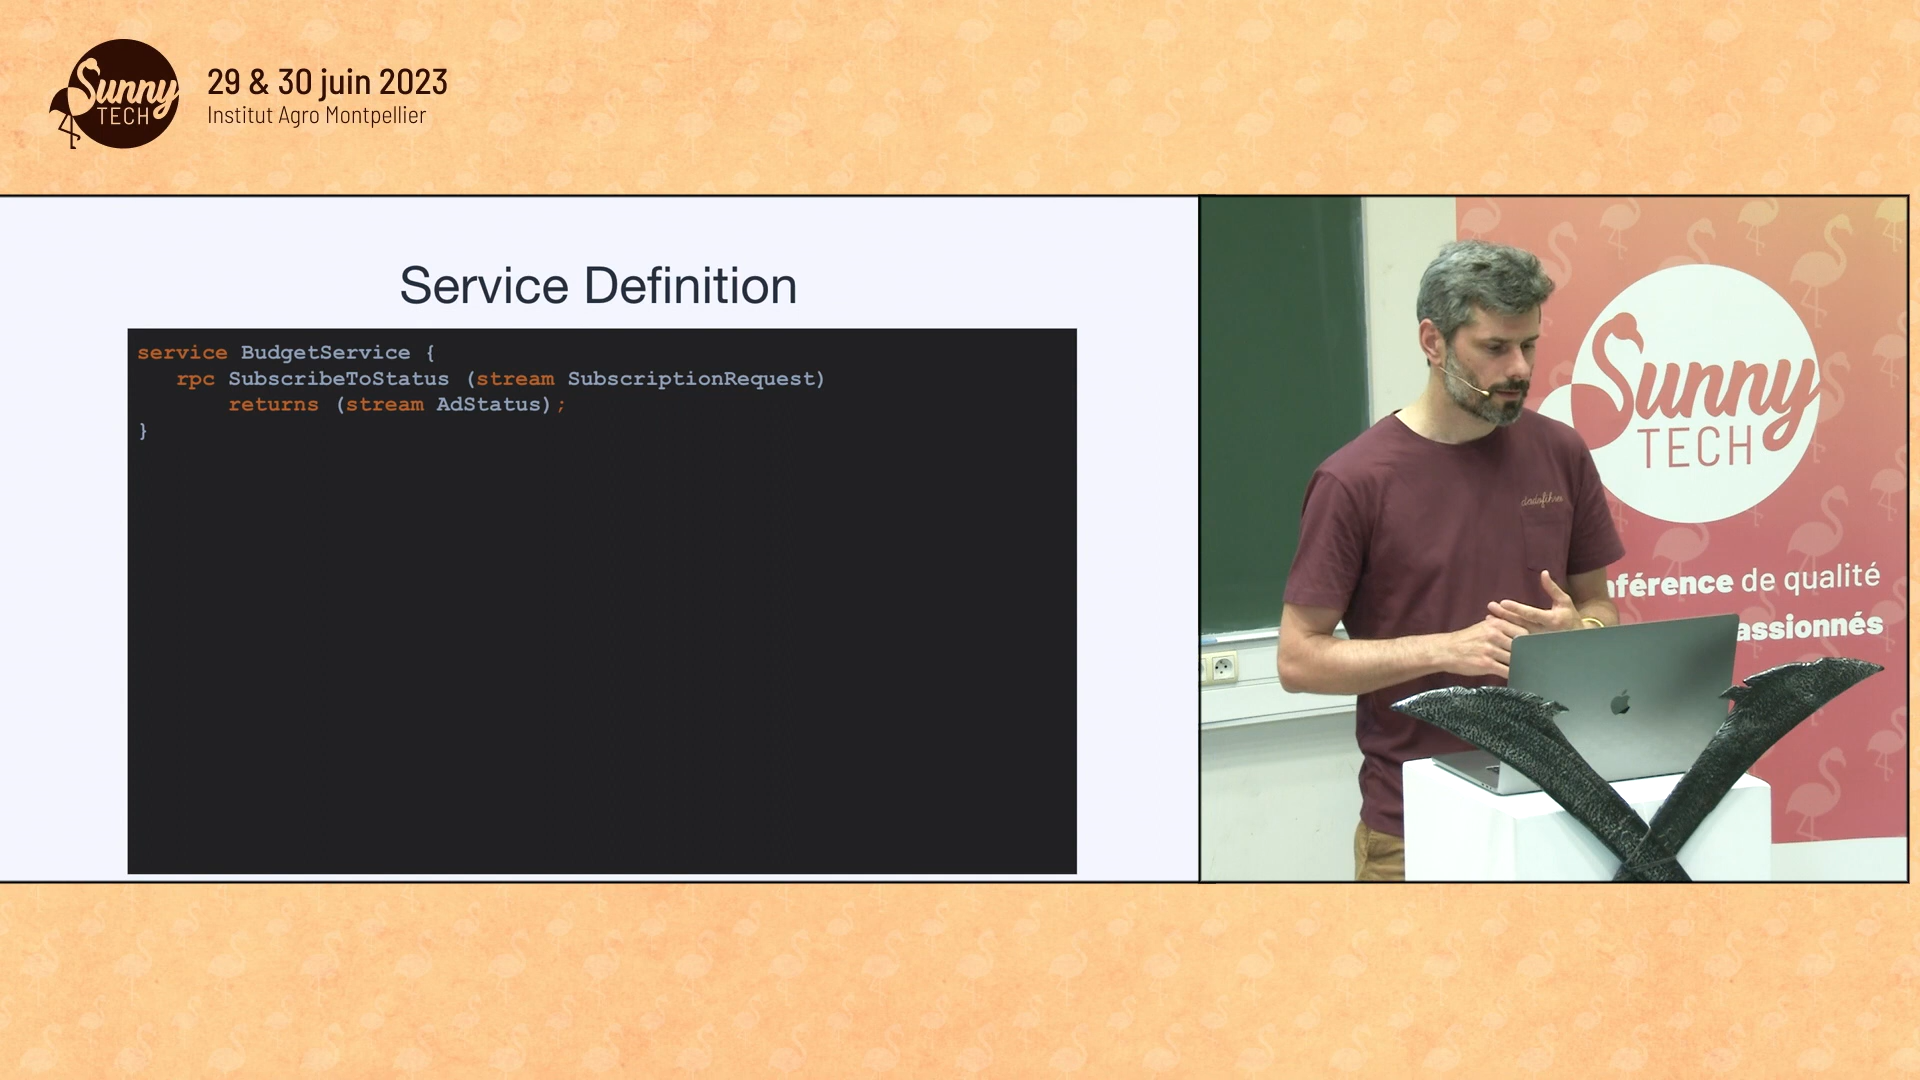 Sunny
TECH
29 & 30 juin 2023
Institut Agro Montpellier
Service Definition
service BudgetService {
rpc SubscribeToStatus (stream SubscriptionRequest)
returns (stream AdStatus);
}
Sunny
TECH
nférence de qualité
assionnés